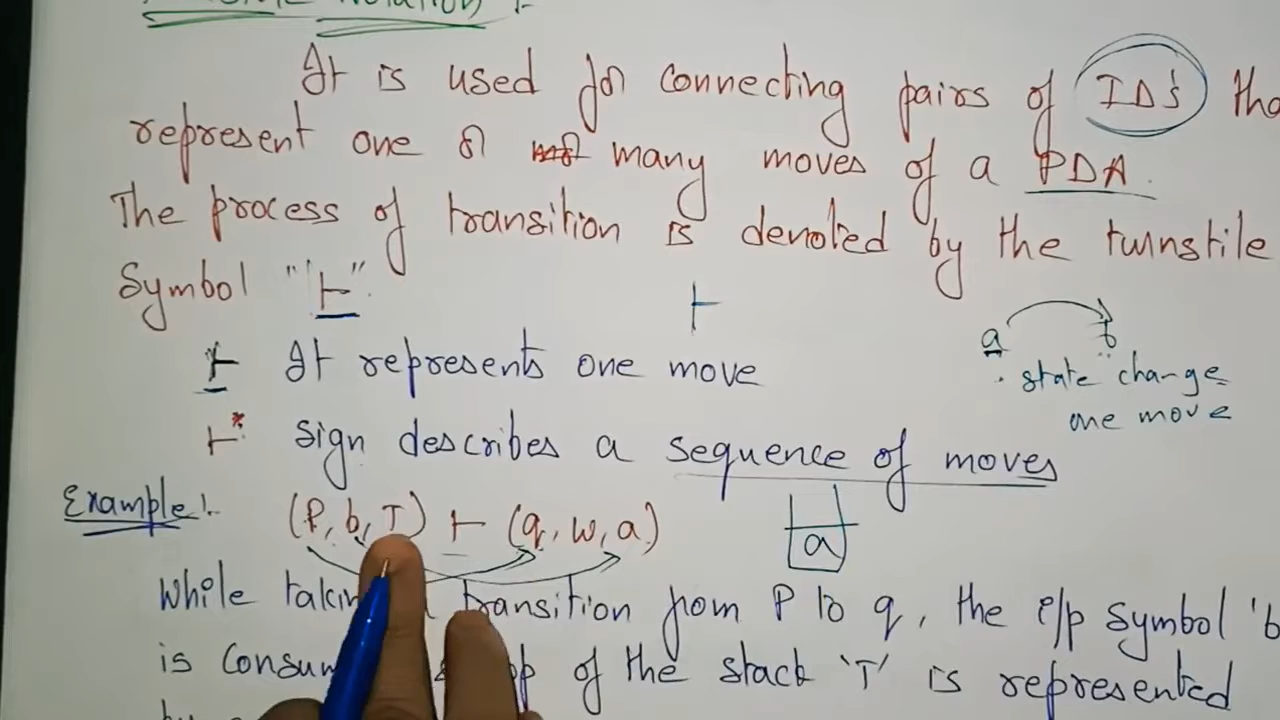 Notation :-
It is used for connecting pairs of ID's tha
represent one or many moves of a PDA.
The process of transition is denoted by the turnstile
Symbol "⊢".
⊢
a b
⊢ It represents one move
state change
one move
⊢* Sign describes a sequence of moves
Example:- (P, b, T) ⊢ (q, w, a)
a
While transition from P to q, the i/p symbol 'b
is of the stack 'T' is represented